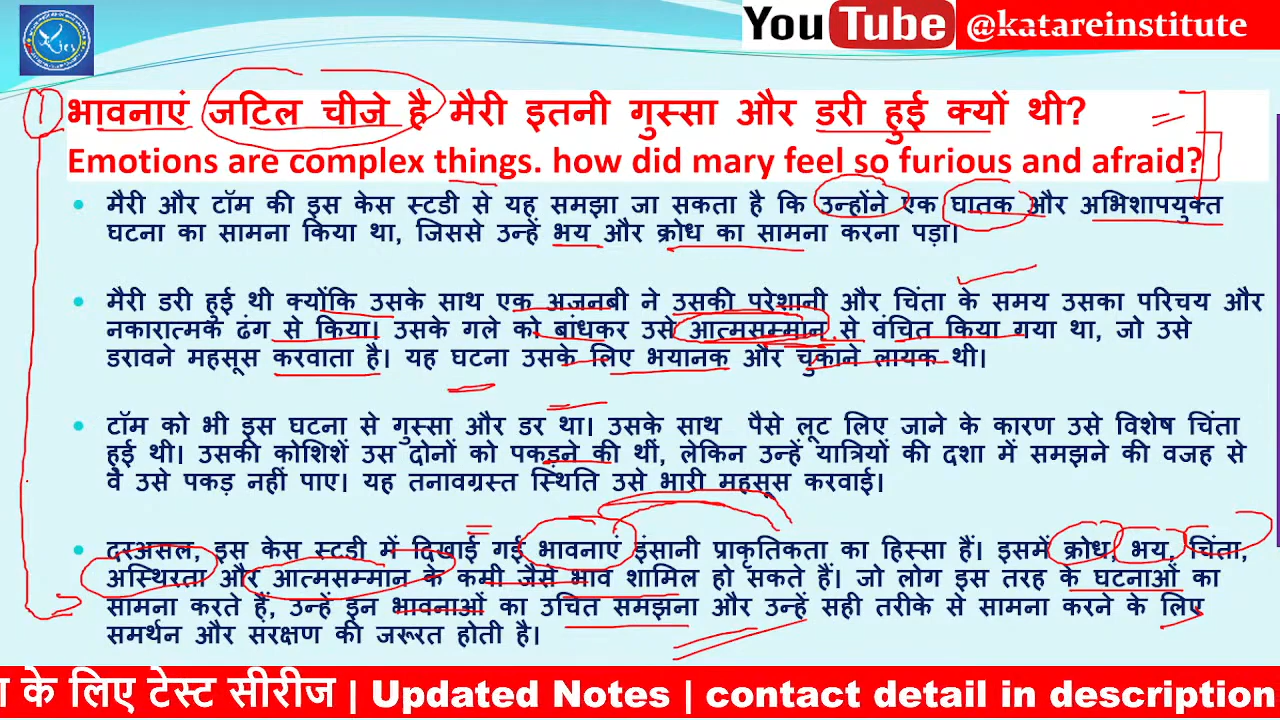 YouTube @katareinstitute
भावनाएं जटिल चीजे है मैरी इतनी गुस्सा और डरी हुई क्यों थी?
Emotions are complex things. how did mary feel so furious and afraid?
मैरी और टॉम की इस केस स्टडी से यह समझा जा सकता है कि उन्होंने एक घातक और अभिशापयुक्त
घटना का सामना किया था, जिससे उन्हें भय और क्रोध का सामना करना पड़ा।
मैरी डरी हुई थी क्योंकि उसके साथ एक अजनबी ने उसकी परेशानी और चिंता के समय उसका परिचय और
नकारात्मक ढंग से किया। उसके गले को बांधकर उसे आत्मसम्मान से वंचित किया गया था, जो उसे
डरावने महसूस करवाता है। यह घटना उसके लिए भयानक और चुकाने लायक थी।
टॉम को भी इस घटना से गुस्सा और डर था। उसके साथ पैसे लूट लिए जाने के कारण उसे विशेष चिंता
हुई थी। उसकी कोशिशें उस दोनों को पकड़ने की थीं, लेकिन उन्हें यात्रियों की दशा में समझने की वजह से
वे उसे पकड़ नहीं पाए। यह तनावग्रस्त स्थिति उसे भारी महसूस करवाई।
दरअसल, इस केस स्टडी में दिखाई गई भावनाएं इंसानी प्राकृतिकता का हिस्सा हैं। इसमें क्रोध, भय, चिंता,
अस्थिरता और आत्मसम्मान के कमी जैसे भाव शामिल हो सकते हैं। जो लोग इस तरह के घटनाओं का
सामना करते हैं, उन्हें इन भावनाओं का उचित समझना और उन्हें सही तरीके से सामना करने के लिए
समर्थन और संरक्षण की जरूरत होती है।
के लिए टेस्ट सीरीज | Updated Notes | contact detail in description